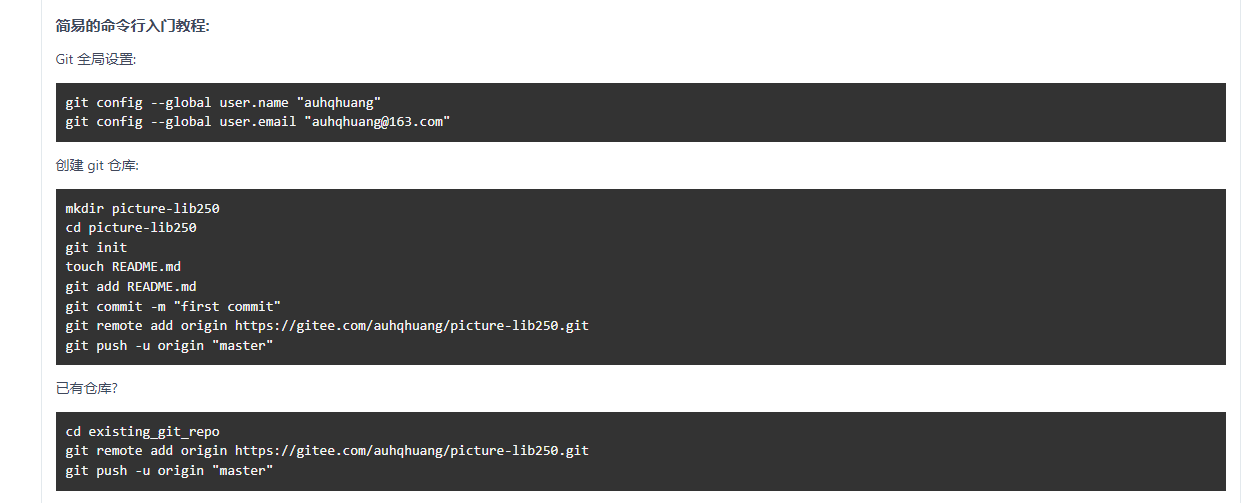 简易的命令行入门教程:
Git 全局设置:
git config --global user.name "auhqhuang"
git config --global user.email "auhqhuang@163.com"
创建 git 仓库:
mkdir picture-lib250
cd picture-lib250
git init
touch README.md
git add README.md
git commit -m "first commit"
git remote add origin https://gitee.com/auhqhuang/picture-lib250.git
git push -u origin "master"
已有仓库?
cd existing_git_repo
git remote add origin https://gitee.com/auhqhuang/picture-lib250.git
git push -u origin "master"